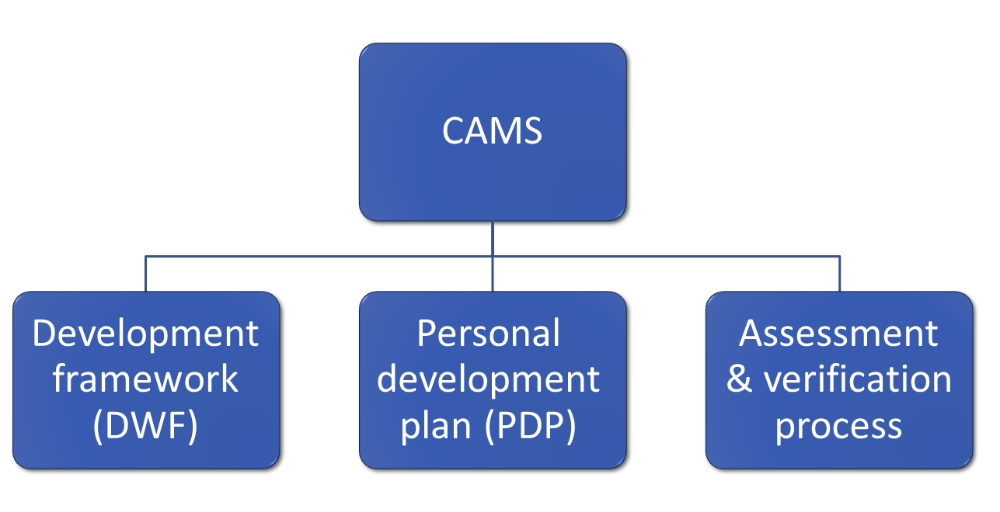 CAMS
Development
framework
(DWF)
Personal
development
plan (PDP)
Assessment
& verification
process